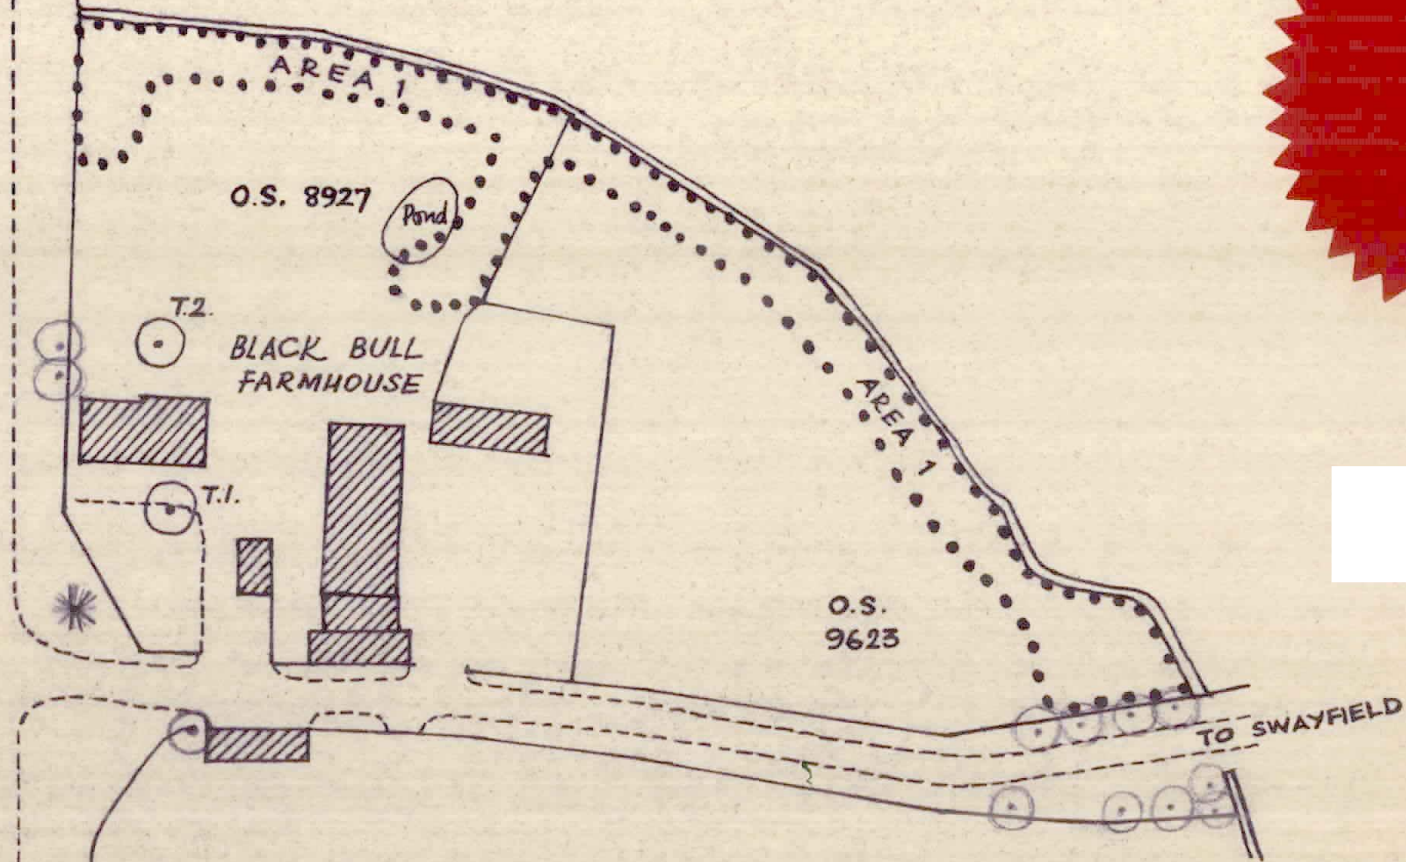 AREA 1
O.S. 8927
Pond
T.2.
BLACK BULL
FARMHOUSE
AREA 1
T.1.
O.S.
9623
TO SWAYFIELD